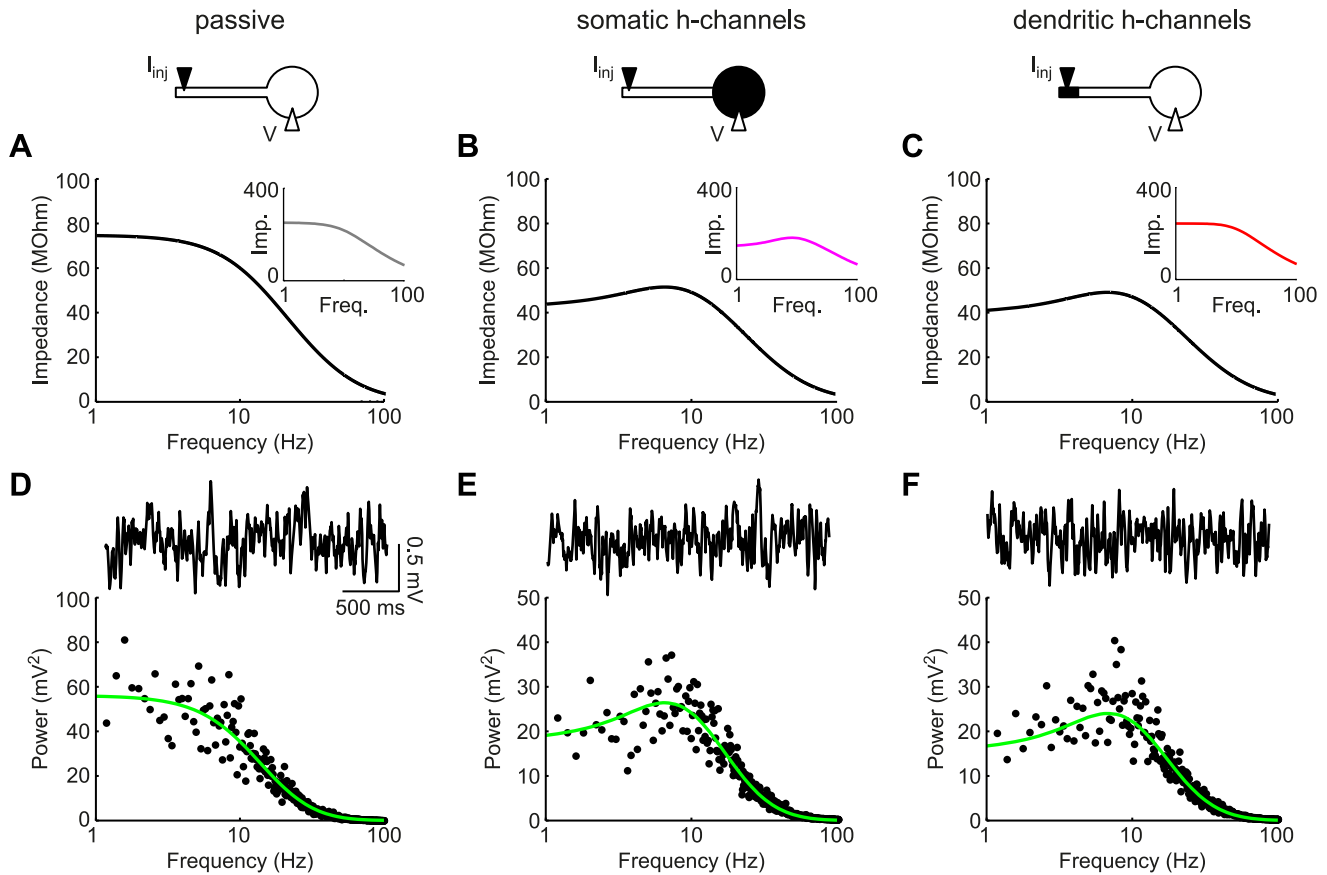 passive
somatic h-channels
dendritic h-channels
Iinj
V
Iinj
V
Iinj
V
A
Impedance (MOhm)
100
80
60
40
20
0
1
10
100
Frequency (Hz)
400
Imp.
0
1
100
Freq.
B
Impedance (MOhm)
100
80
60
40
20
0
1
10
100
Frequency (Hz)
400
Imp.
0
1
100
Freq.
C
Impedance (MOhm)
100
80
60
40
20
0
1
10
100
Frequency (Hz)
400
Imp.
0
1
100
Freq.
D
0.5 mV
500 ms
Power (mV²)
100
80
60
40
20
0
1
10
100
Frequency (Hz)
E
Power (mV²)
50
40
30
20
10
0
1
10
100
Frequency (Hz)
F
Power (mV²)
50
40
30
20
10
0
1
10
100
Frequency (Hz)